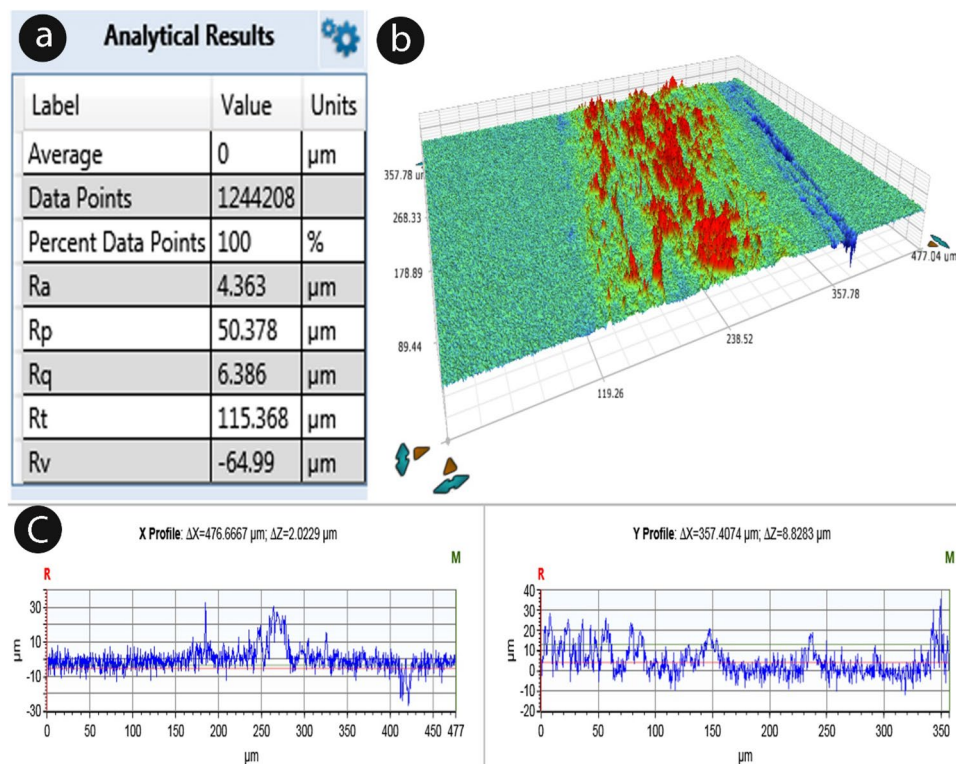 a
Analytical Results
Label Value Units
Average 0 µm
Data Points 1244208
Percent Data Points 100 %
Ra 4.363 µm
Rp 50.378 µm
Rq 6.386 µm
Rt 115.368 µm
Rv -64.99 µm
b
357.78 um
268.33
178.89
89.44
119.26
238.52
357.78
477.04 um
C
X Profile: ΔX=476.6667 µm; ΔZ=2.0229 µm
R
M
30
10
-10
-30
µm
0 50 100 150 200 250 300 350 400 450 477
µm
Y Profile: ΔX=357.4074 µm; ΔZ=8.8283 µm
R
M
40
30
20
10
0
-10
-20
µm
0 50 100 150 200 250 300 350
µm